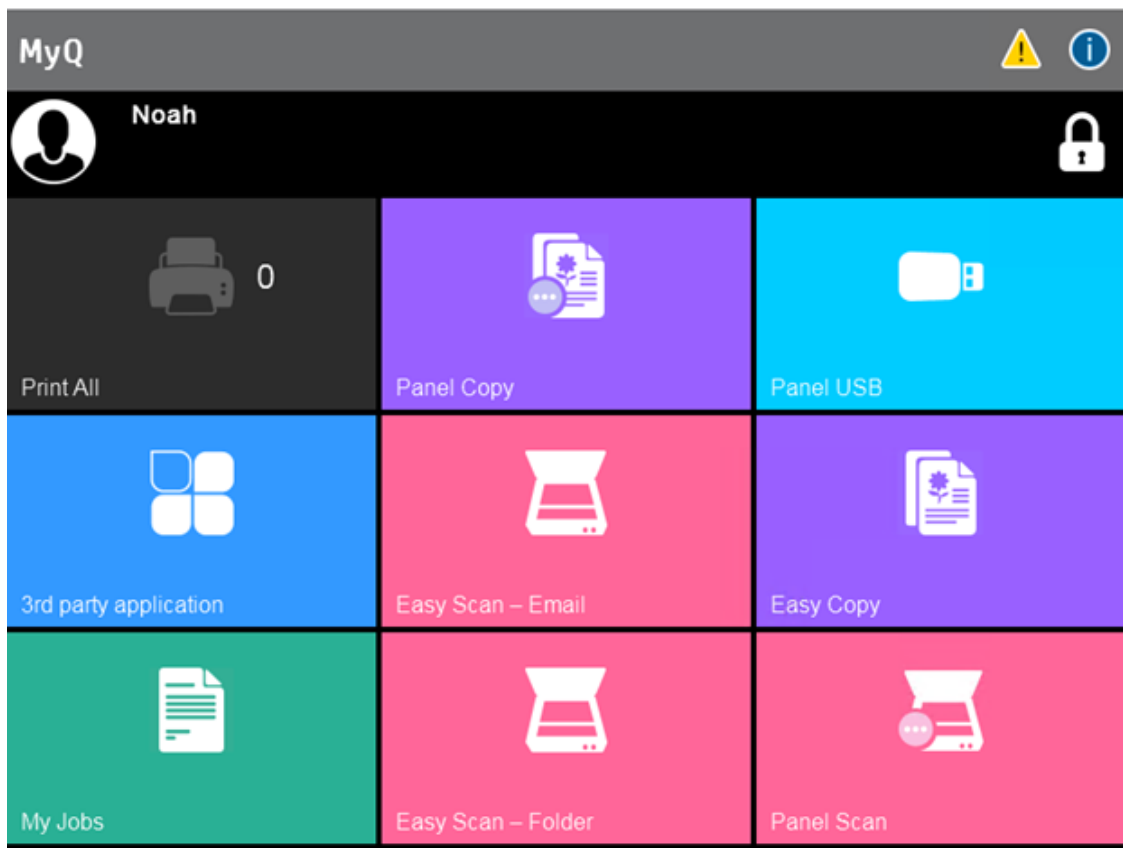 MyQ
Noah
0
Print All
Panel Copy
Panel USB
3rd party application
Easy Scan – Email
Easy Copy
My Jobs
Easy Scan – Folder
Panel Scan